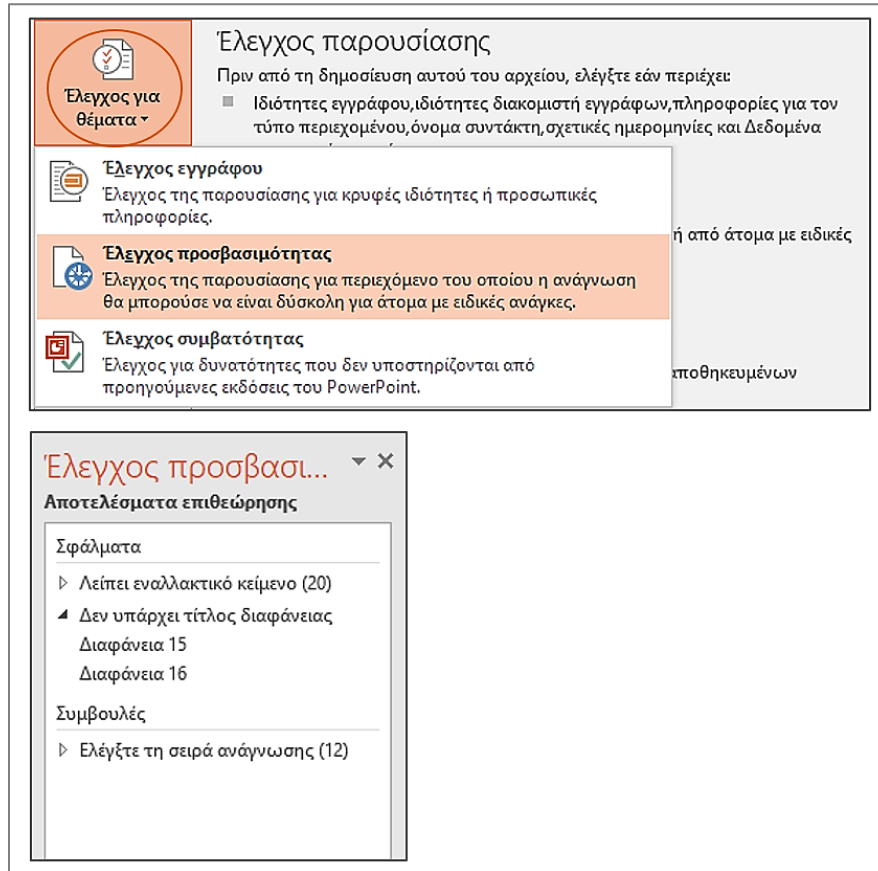 Έλεγχος για
θέματα
Έλεγχος παρουσίασης
Πριν από τη δημοσίευση αυτού του αρχείου, ελέγξτε εάν περιέχει:
Ιδιότητες εγγράφου,ιδιότητες διακομιστή εγγράφων,πληροφορίες για τον
τύπο περιεχομένου,όνομα συντάκτη,σχετικές ημερομηνίες και Δεδομένα
Έλεγχος εγγράφου
Έλεγχος της παρουσίασης για κρυφές ιδιότητες ή προσωπικές
πληροφορίες.
ή από άτομα με ειδικές
Έλεγχος προσβασιμότητας
Έλεγχος της παρουσίασης για περιεχόμενο του οποίου η ανάγνωση
θα μπορούσε να είναι δύσκολη για άτομα με ειδικές ανάγκες.
Έλεγχος συμβατότητας
Έλεγχος για δυνατότητες που δεν υποστηρίζονται από
προηγούμενες εκδόσεις του PowerPoint.
αποθηκευμένων
Έλεγχος προσβασι...
Αποτελέσματα επιθεώρησης
Σφάλματα
Λείπει εναλλακτικό κείμενο (20)
Δεν υπάρχει τίτλος διαφάνειας
Διαφάνεια 15
Διαφάνεια 16
Συμβουλές
Ελέγξτε τη σειρά ανάγνωσης (12)